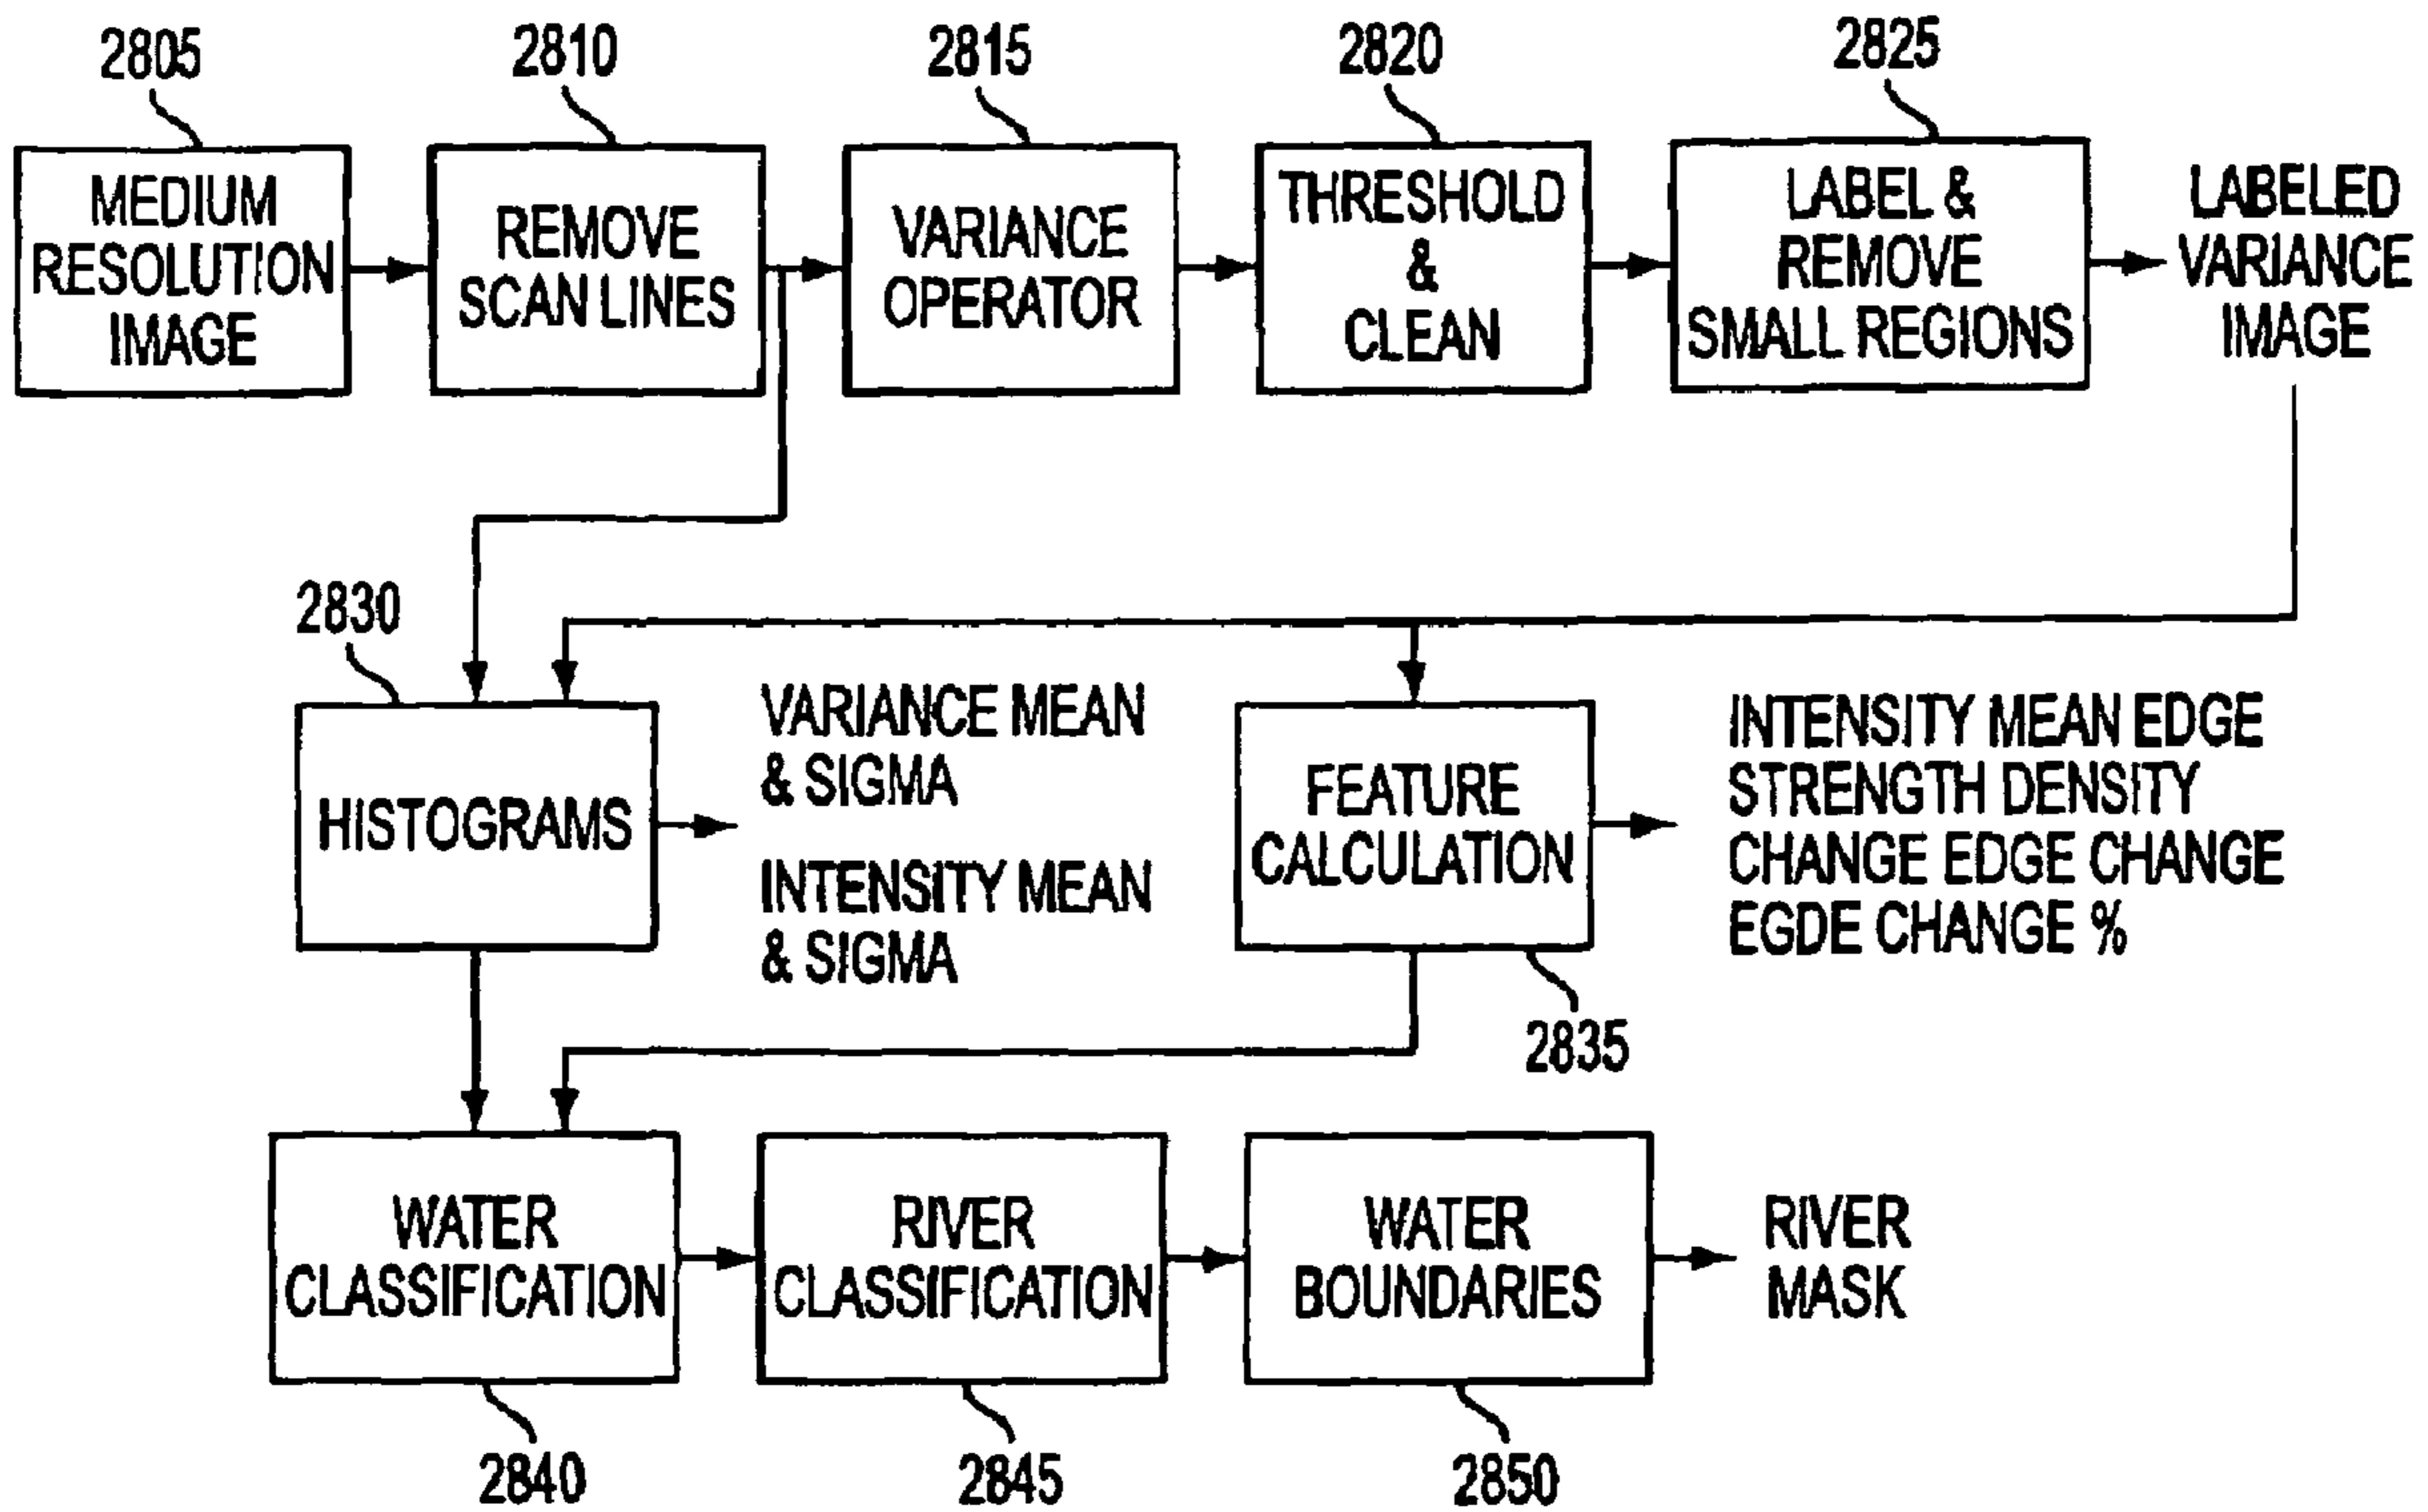 2805
2810
2815
2820
2825
MEDIUM
RESOLUTION
IMAGE
REMOVE
SCAN LINES
VARIANCE
OPERATOR
THRESHOLD
&
CLEAN
LABEL &
REMOVE
SMALL REGIONS
LABELED
VARIANCE
IMAGE
2830
HISTOGRAMS
VARIANCE MEAN
& SIGMA
INTENSITY MEAN
& SIGMA
FEATURE
CALCULATION
INTENSITY MEAN EDGE
STRENGTH DENSITY
CHANGE EDGE CHANGE
EGDE CHANGE %
2835
WATER
CLASSIFICATION
RIVER
CLASSIFICATION
WATER
BOUNDARIES
RIVER
MASK
2840
2845
2850